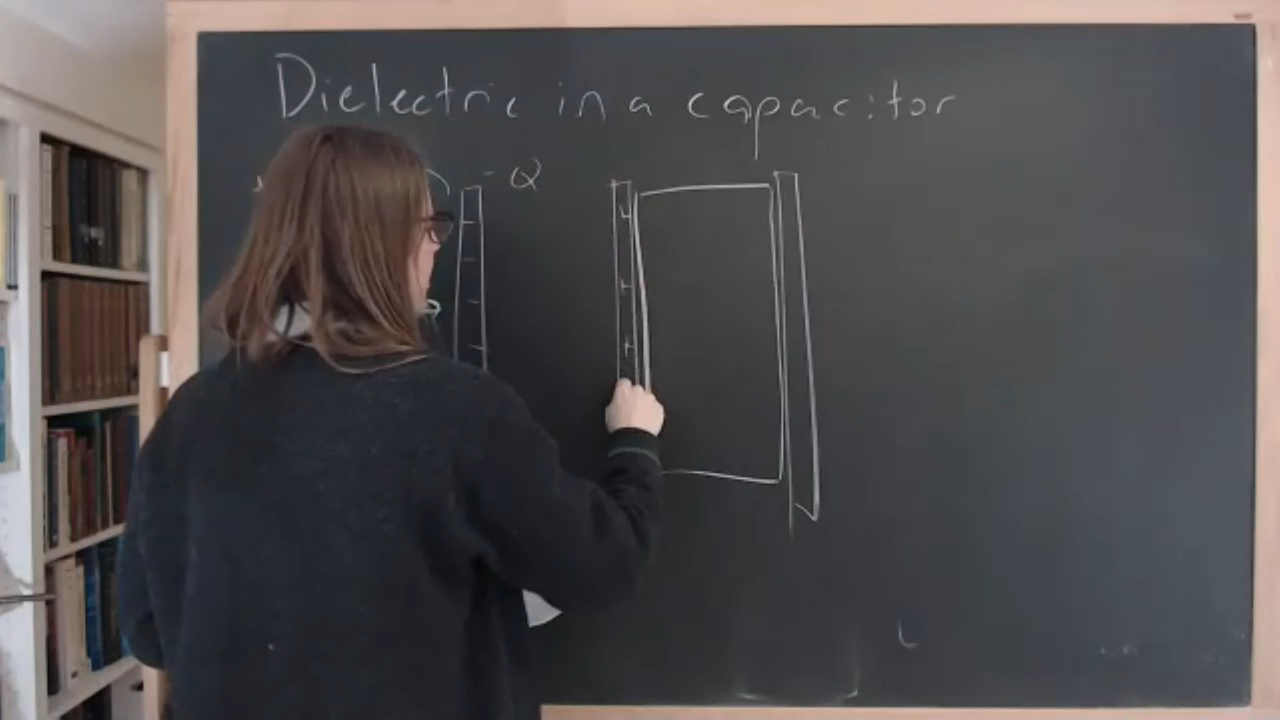 Dielectric in a capacitor
- Q
- - - -
+ + +